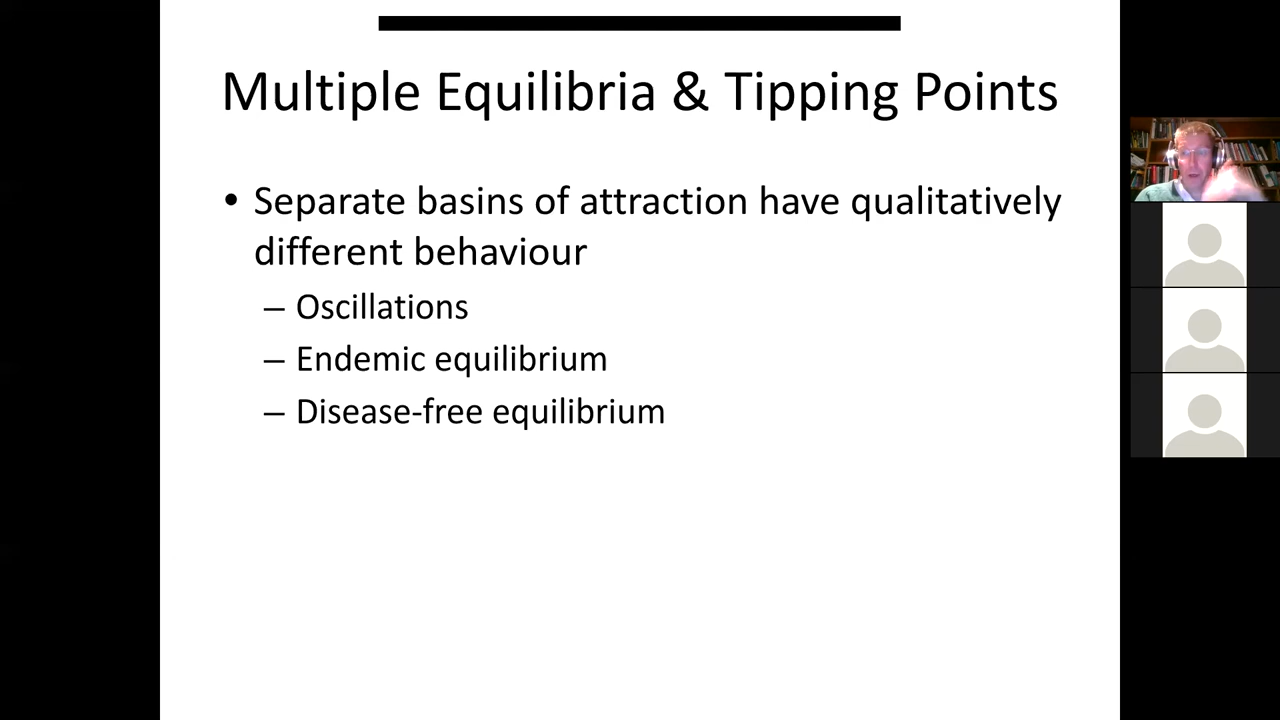 Multiple Equilibria & Tipping Points
• Separate basins of attraction have qualitatively
different behaviour
– Oscillations
– Endemic equilibrium
– Disease-free equilibrium